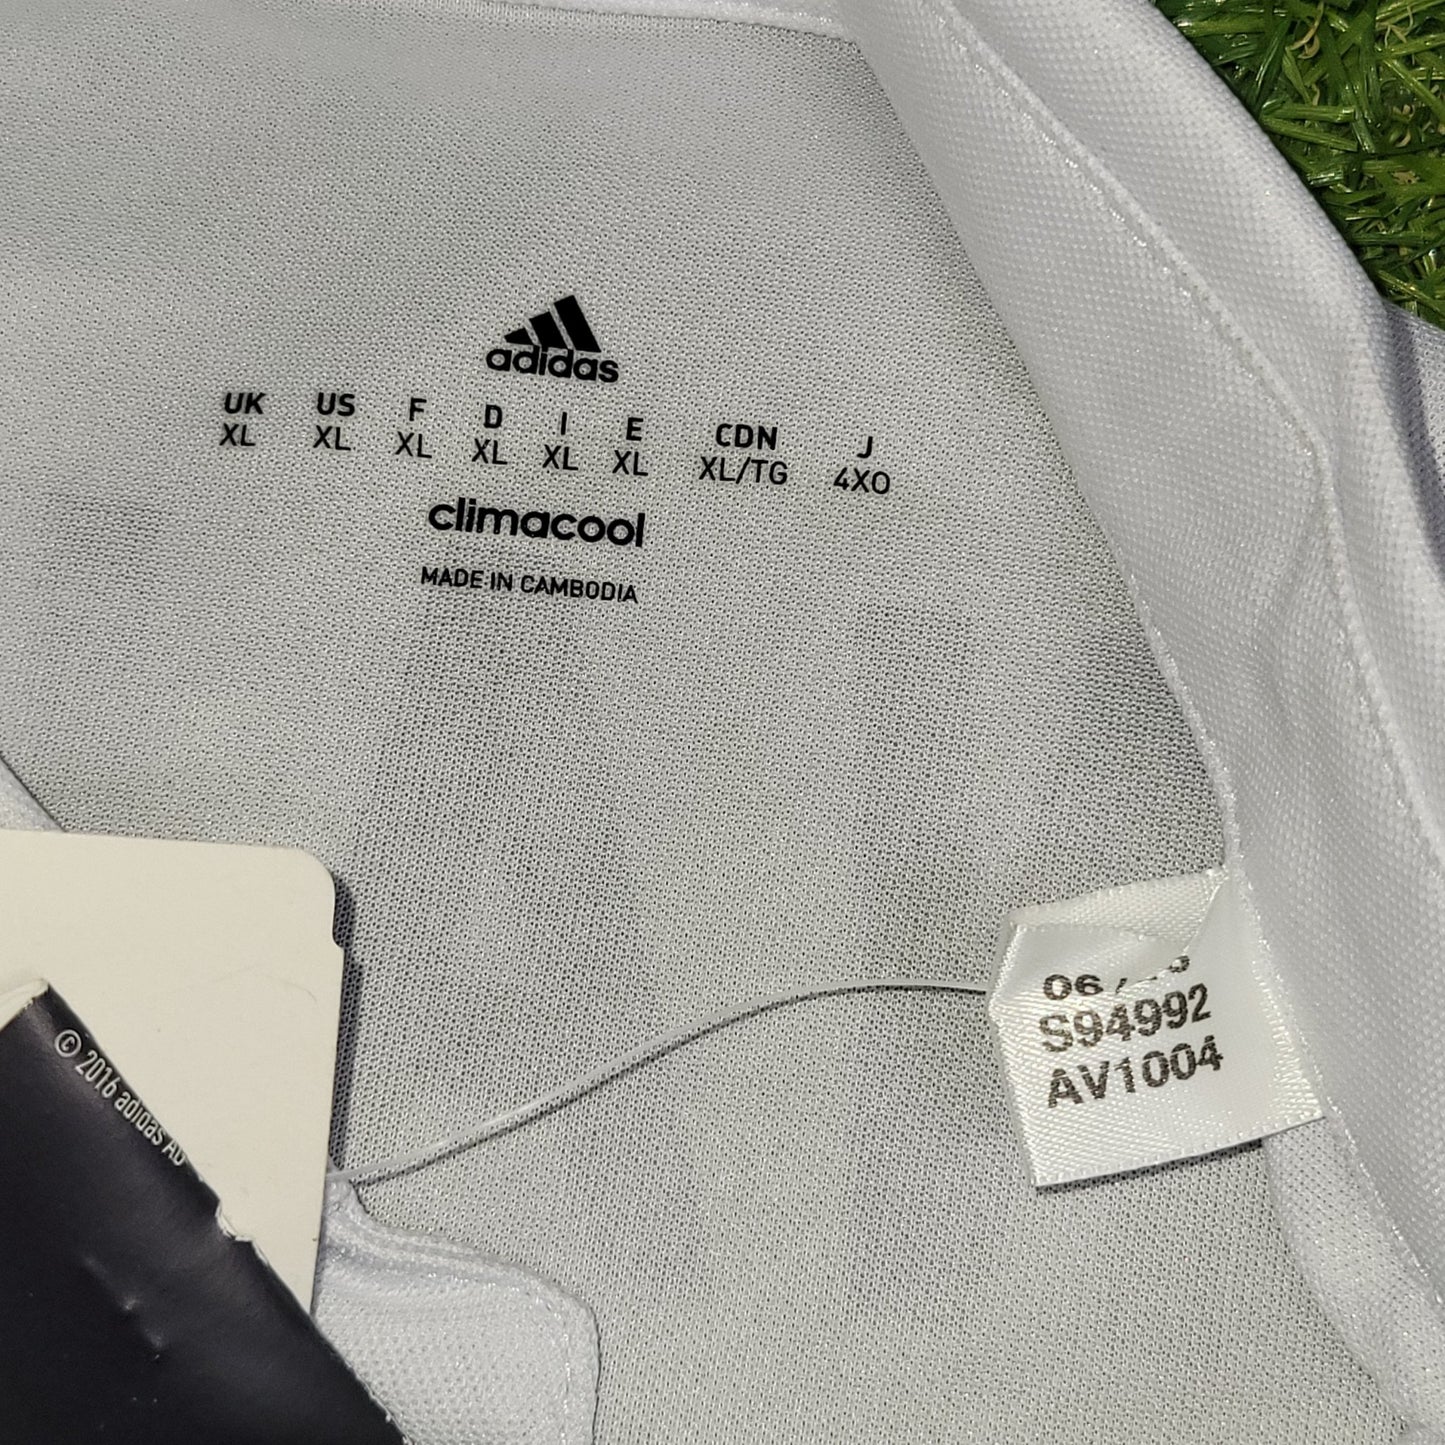 adidas
UK US F D I E CDN J
XL XL XL XL XL XL XL/TG 4XO
climacool
MADE IN CAMBODIA
S94992
AV1004
© 2016 adidas AG